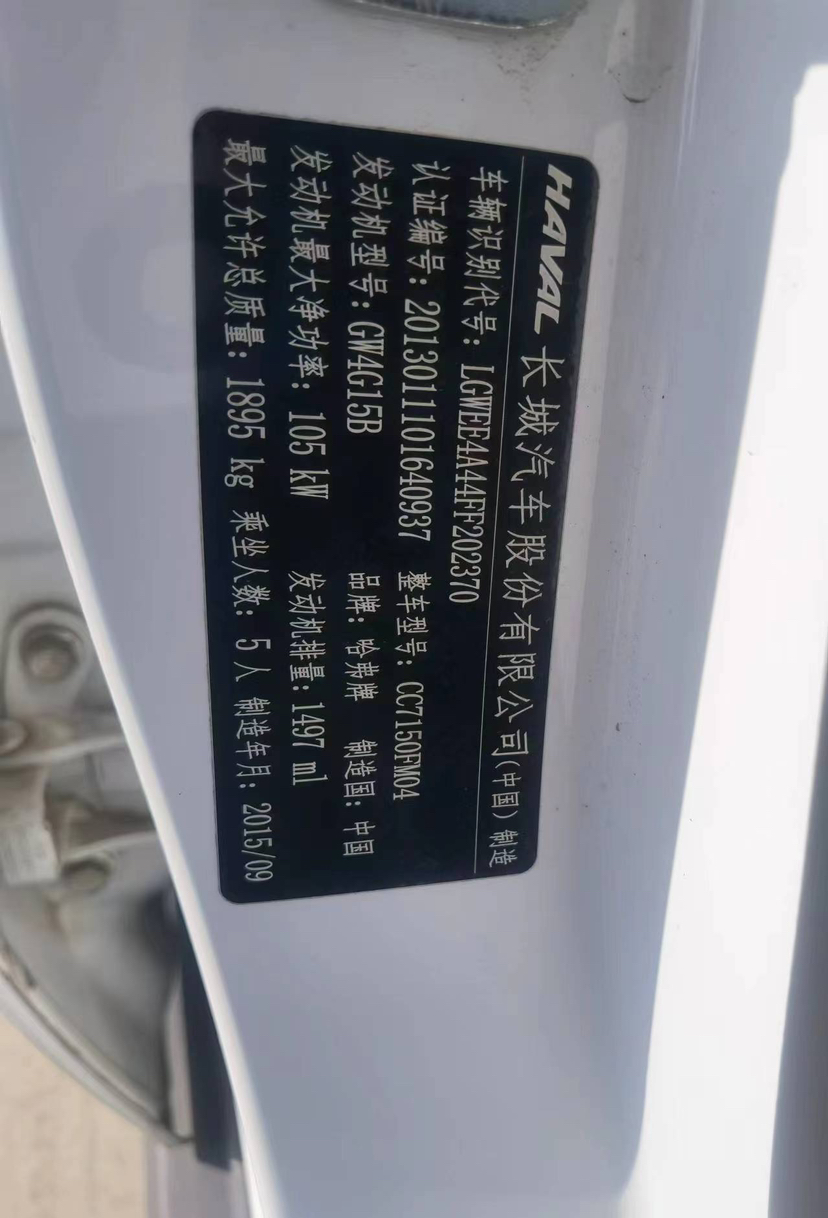 HAVAL 长城汽车股份有限公司(中国)制造
车辆识别代号: LGWEE4A44FF202370
认证编号: 2013011101640937 整车型号: CC7150FM04
发动机型号: GW4G15B 品牌: 哈弗牌 制造国: 中国
发动机最大净功率: 105 kW 发动机排量: 1497 ml
最大允许总质量: 1895 kg 乘坐人数: 5 人 制造年月: 2015/09